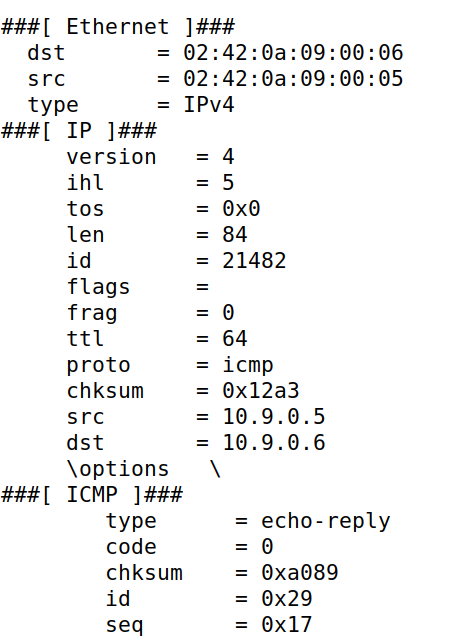 ###[ Ethernet ]###
  dst       = 02:42:0a:09:00:06
  src       = 02:42:0a:09:00:05
  type      = IPv4
###[ IP ]###
     version   = 4
     ihl       = 5
     tos       = 0x0
     len       = 84
     id        = 21482
     flags     =
     frag      = 0
     ttl       = 64
     proto     = icmp
     chksum    = 0x12a3
     src       = 10.9.0.5
     dst       = 10.9.0.6
     \options   \
###[ ICMP ]###
        type      = echo-reply
        code      = 0
        chksum    = 0xa089
        id        = 0x29
        seq       = 0x17